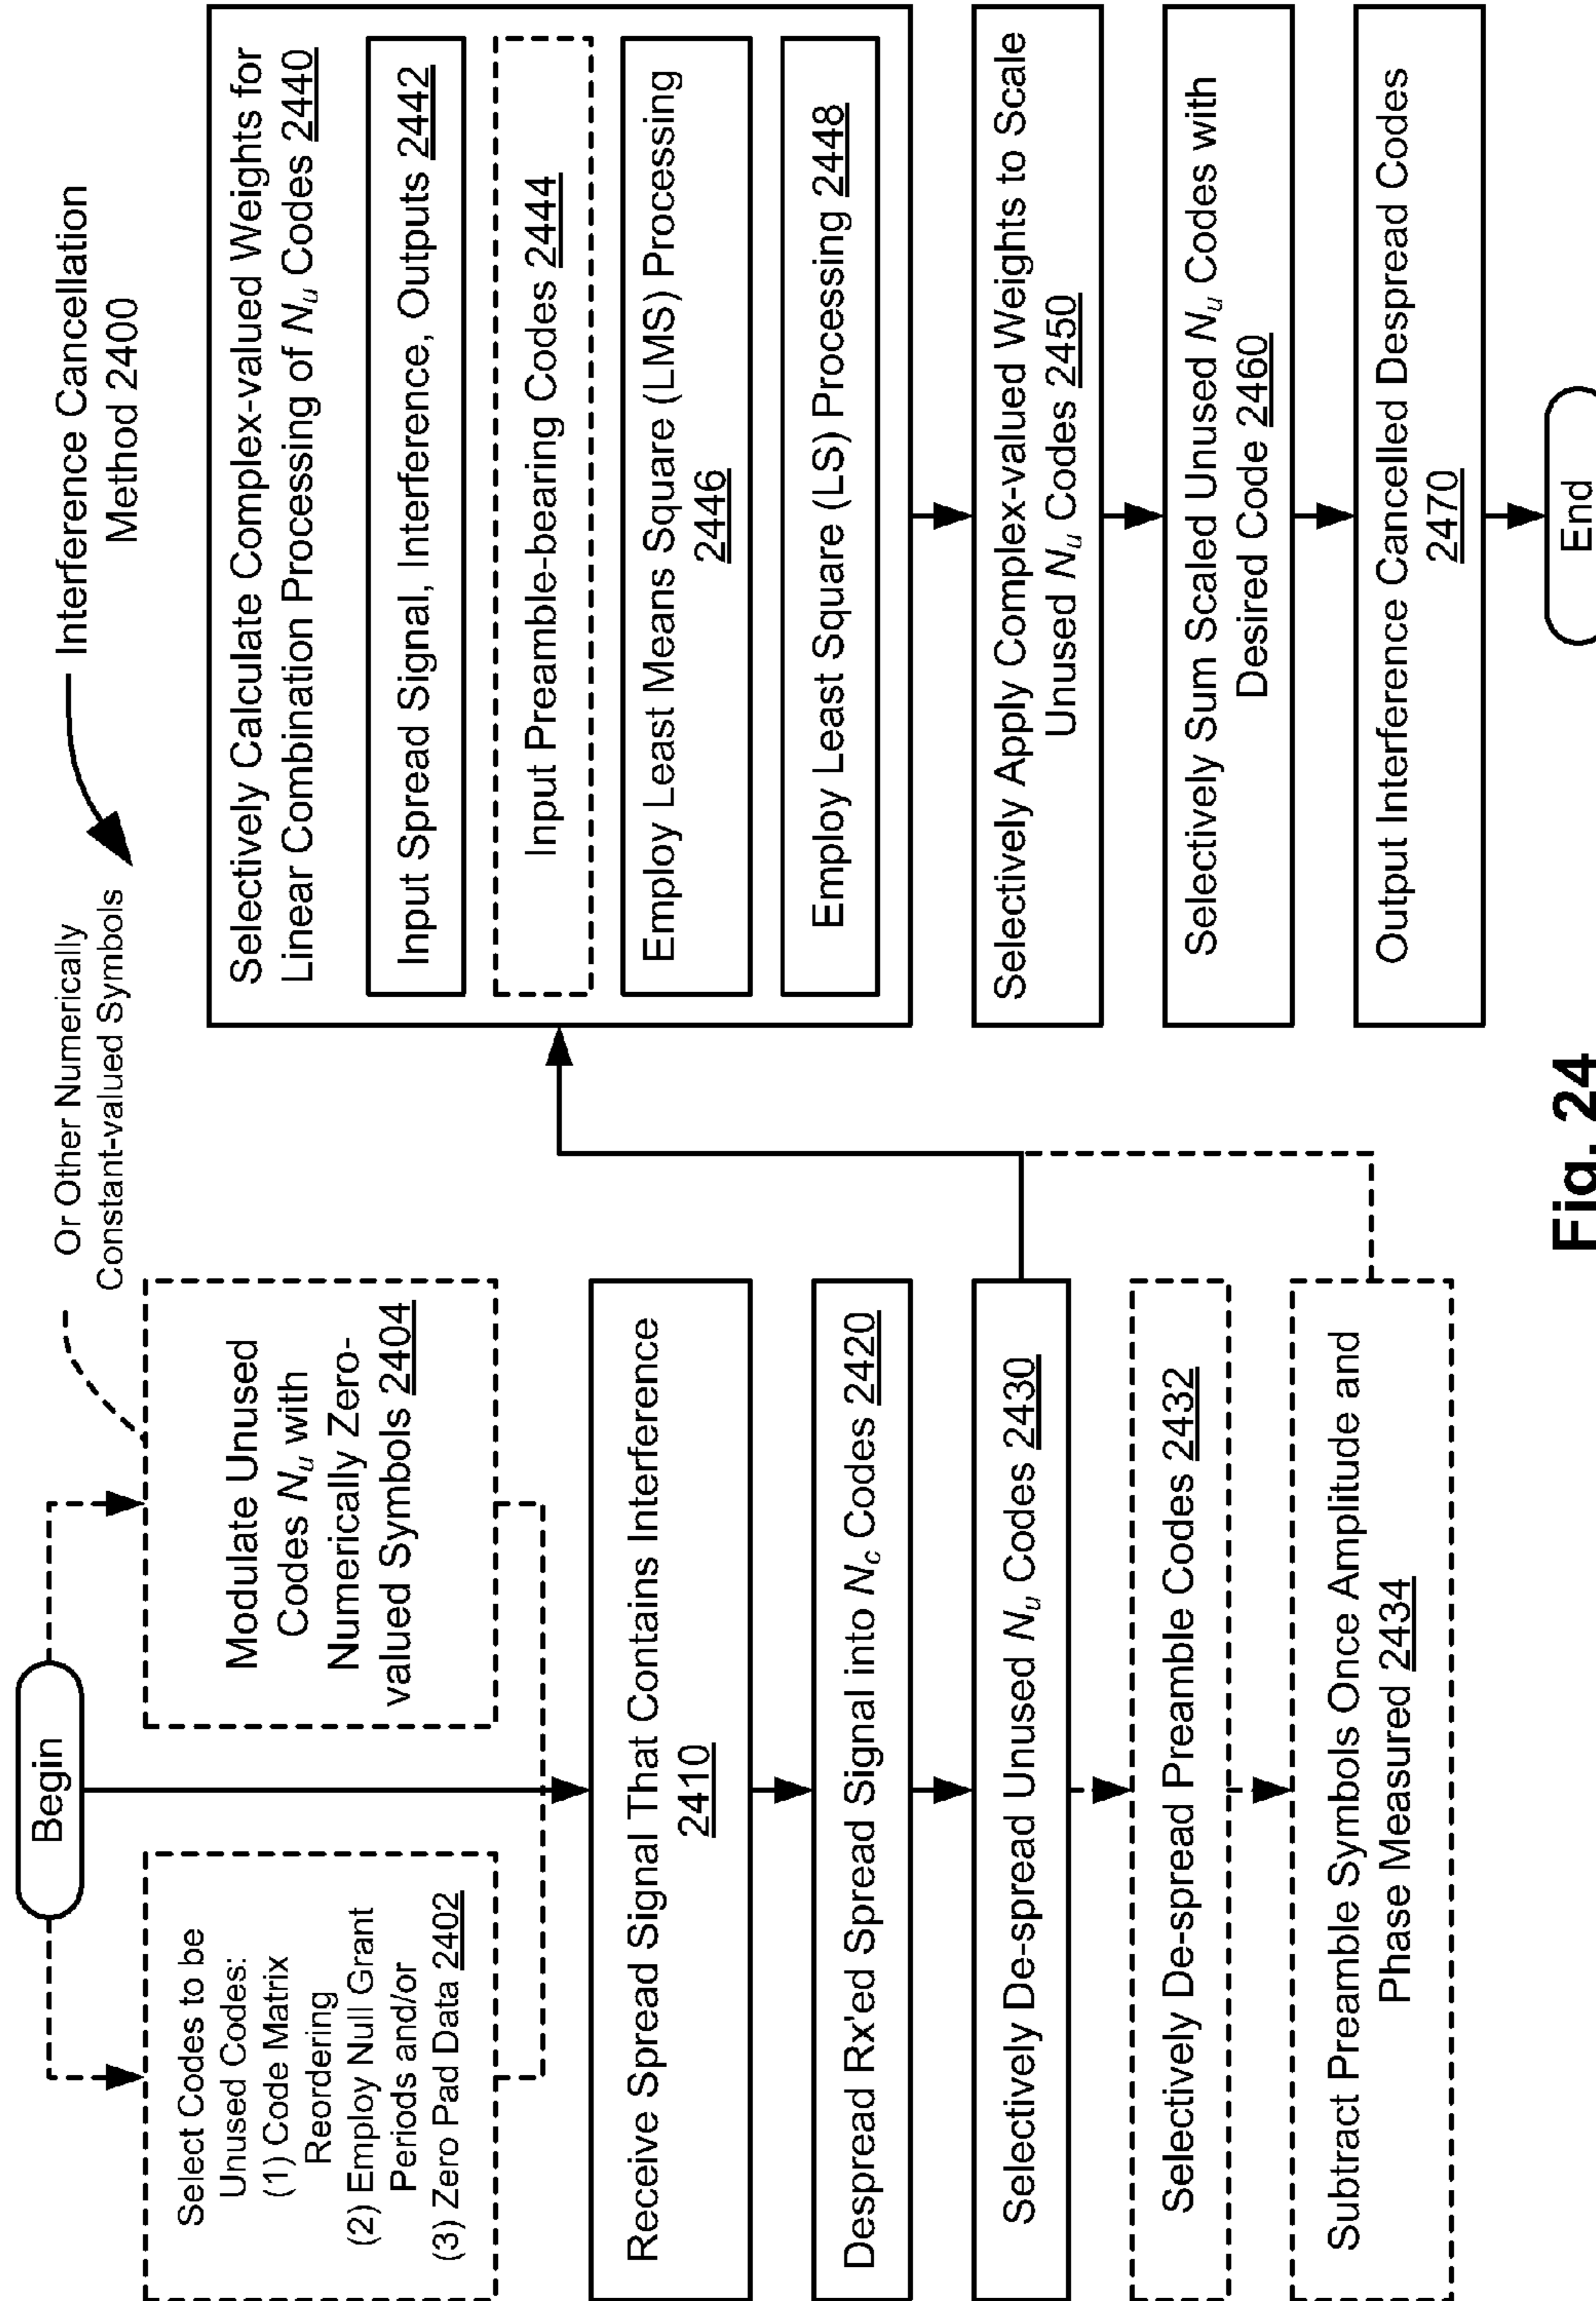 Interference Cancellation
Method 2400
Or Other Numerically
Constant-valued Symbols
Begin
Select Codes to be
Unused Codes:
(1) Code Matrix
Reordering
(2) Employ Null Grant
Periods and/or
(3) Zero Pad Data 2402
Modulate Unused
Codes Nu with
Numerically Zero-
valued Symbols 2404
Receive Spread Signal That Contains Interference
2410
Despread Rx'ed Spread Signal into Nc Codes 2420
Selectively De-spread Unused Nu Codes 2430
Selectively De-spread Preamble Codes 2432
Subtract Preamble Symbols Once Amplitude and
Phase Measured 2434
Selectively Calculate Complex-valued Weights for
Linear Combination Processing of Nu Codes 2440
Input Spread Signal, Interference, Outputs 2442
Input Preamble-bearing Codes 2444
Employ Least Means Square (LMS) Processing
2446
Employ Least Square (LS) Processing 2448
Selectively Apply Complex-valued Weights to Scale
Unused Nu Codes 2450
Selectively Sum Scaled Unused Nu Codes with
Desired Code 2460
Output Interference Cancelled Despread Codes
2470
End
Fig. 24